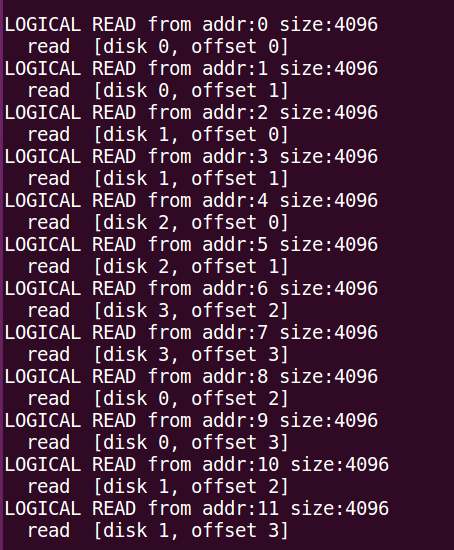 LOGICAL READ from addr:0 size:4096
  read  [disk 0, offset 0]
LOGICAL READ from addr:1 size:4096
  read  [disk 0, offset 1]
LOGICAL READ from addr:2 size:4096
  read  [disk 1, offset 0]
LOGICAL READ from addr:3 size:4096
  read  [disk 1, offset 1]
LOGICAL READ from addr:4 size:4096
  read  [disk 2, offset 0]
LOGICAL READ from addr:5 size:4096
  read  [disk 2, offset 1]
LOGICAL READ from addr:6 size:4096
  read  [disk 3, offset 2]
LOGICAL READ from addr:7 size:4096
  read  [disk 3, offset 3]
LOGICAL READ from addr:8 size:4096
  read  [disk 0, offset 2]
LOGICAL READ from addr:9 size:4096
  read  [disk 0, offset 3]
LOGICAL READ from addr:10 size:4096
  read  [disk 1, offset 2]
LOGICAL READ from addr:11 size:4096
  read  [disk 1, offset 3]